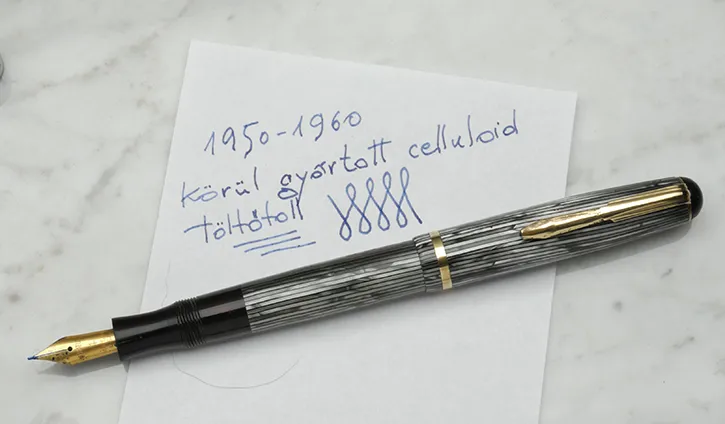 1950-1960
körül gyártott celluloid
töltőtoll